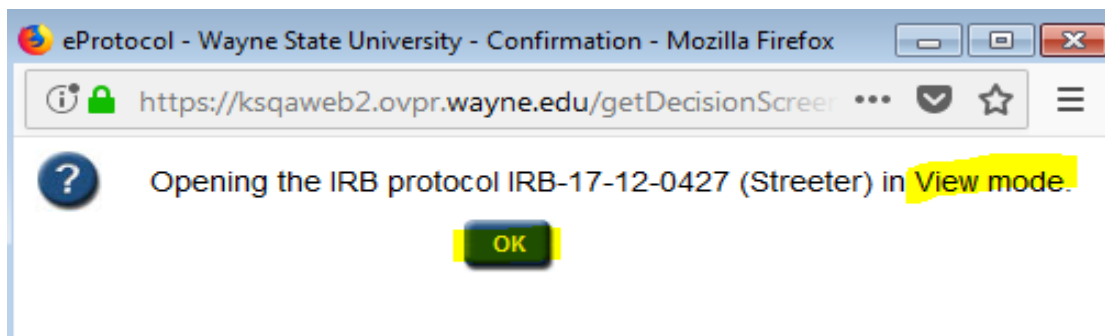 eProtocol - Wayne State University - Confirmation - Mozilla Firefox
https://ksqaweb2.ovpr.wayne.edu/getDecisionScreer
? Opening the IRB protocol IRB-17-12-0427 (Streeter) in View mode.
OK